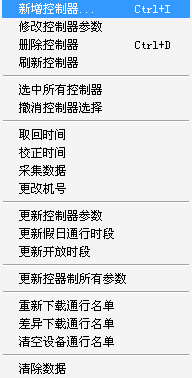 新增控制器... Ctrl+I
修改控制器参数
删除控制器 Ctrl+D
刷新控制器
选中所有控制器
撤消控制器选择
取回时间
校正时间
采集数据
更改机号
更新控制器参数
更新假日通行时段
更新开放时段
更新控器制所有参数
重新下载通行名单
差异下载通行名单
清空设备通行名单
清除数据